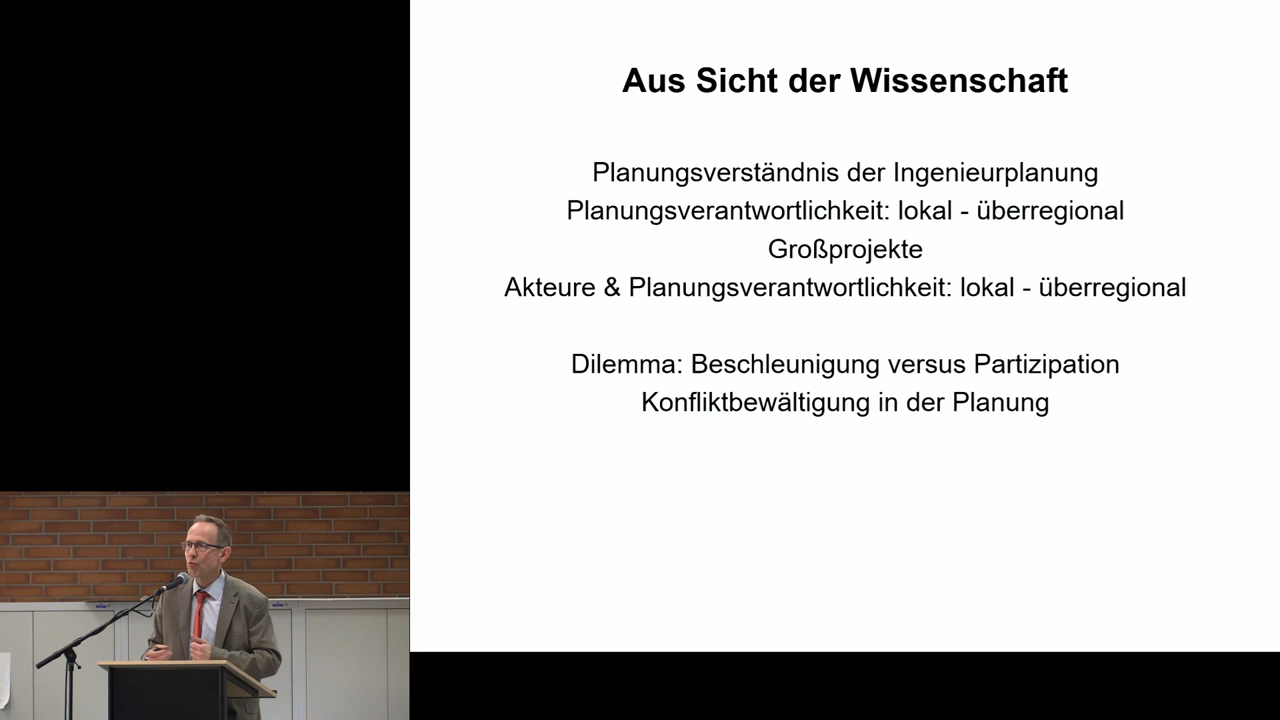 Aus Sicht der Wissenschaft
Planungsverständnis der Ingenieurplanung
Planungsverantwortlichkeit: lokal - überregional
Großprojekte
Akteure & Planungsverantwortlichkeit: lokal - überregional
Dilemma: Beschleunigung versus Partizipation
Konfliktbewältigung in der Planung